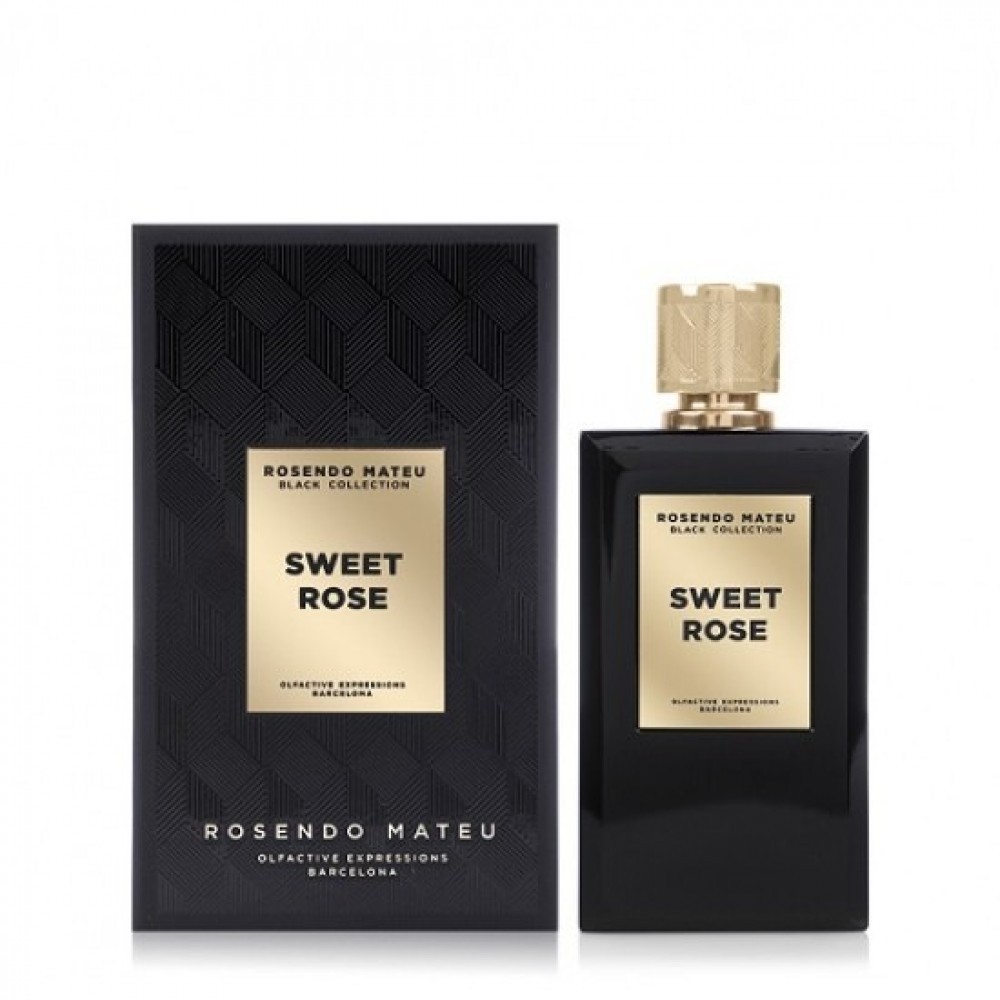 ROSENDO MATEU
BLACK COLLECTION
SWEET
ROSE
OLFACTIVE EXPRESSIONS
BARCELONA
ROSENDO MATEU
OLFACTIVE EXPRESSIONS
BARCELONA
ROSENDO MATEU
BLACK COLLECTION
SWEET
ROSE
OLFACTIVE EXPRESSIONS
BARCELONA